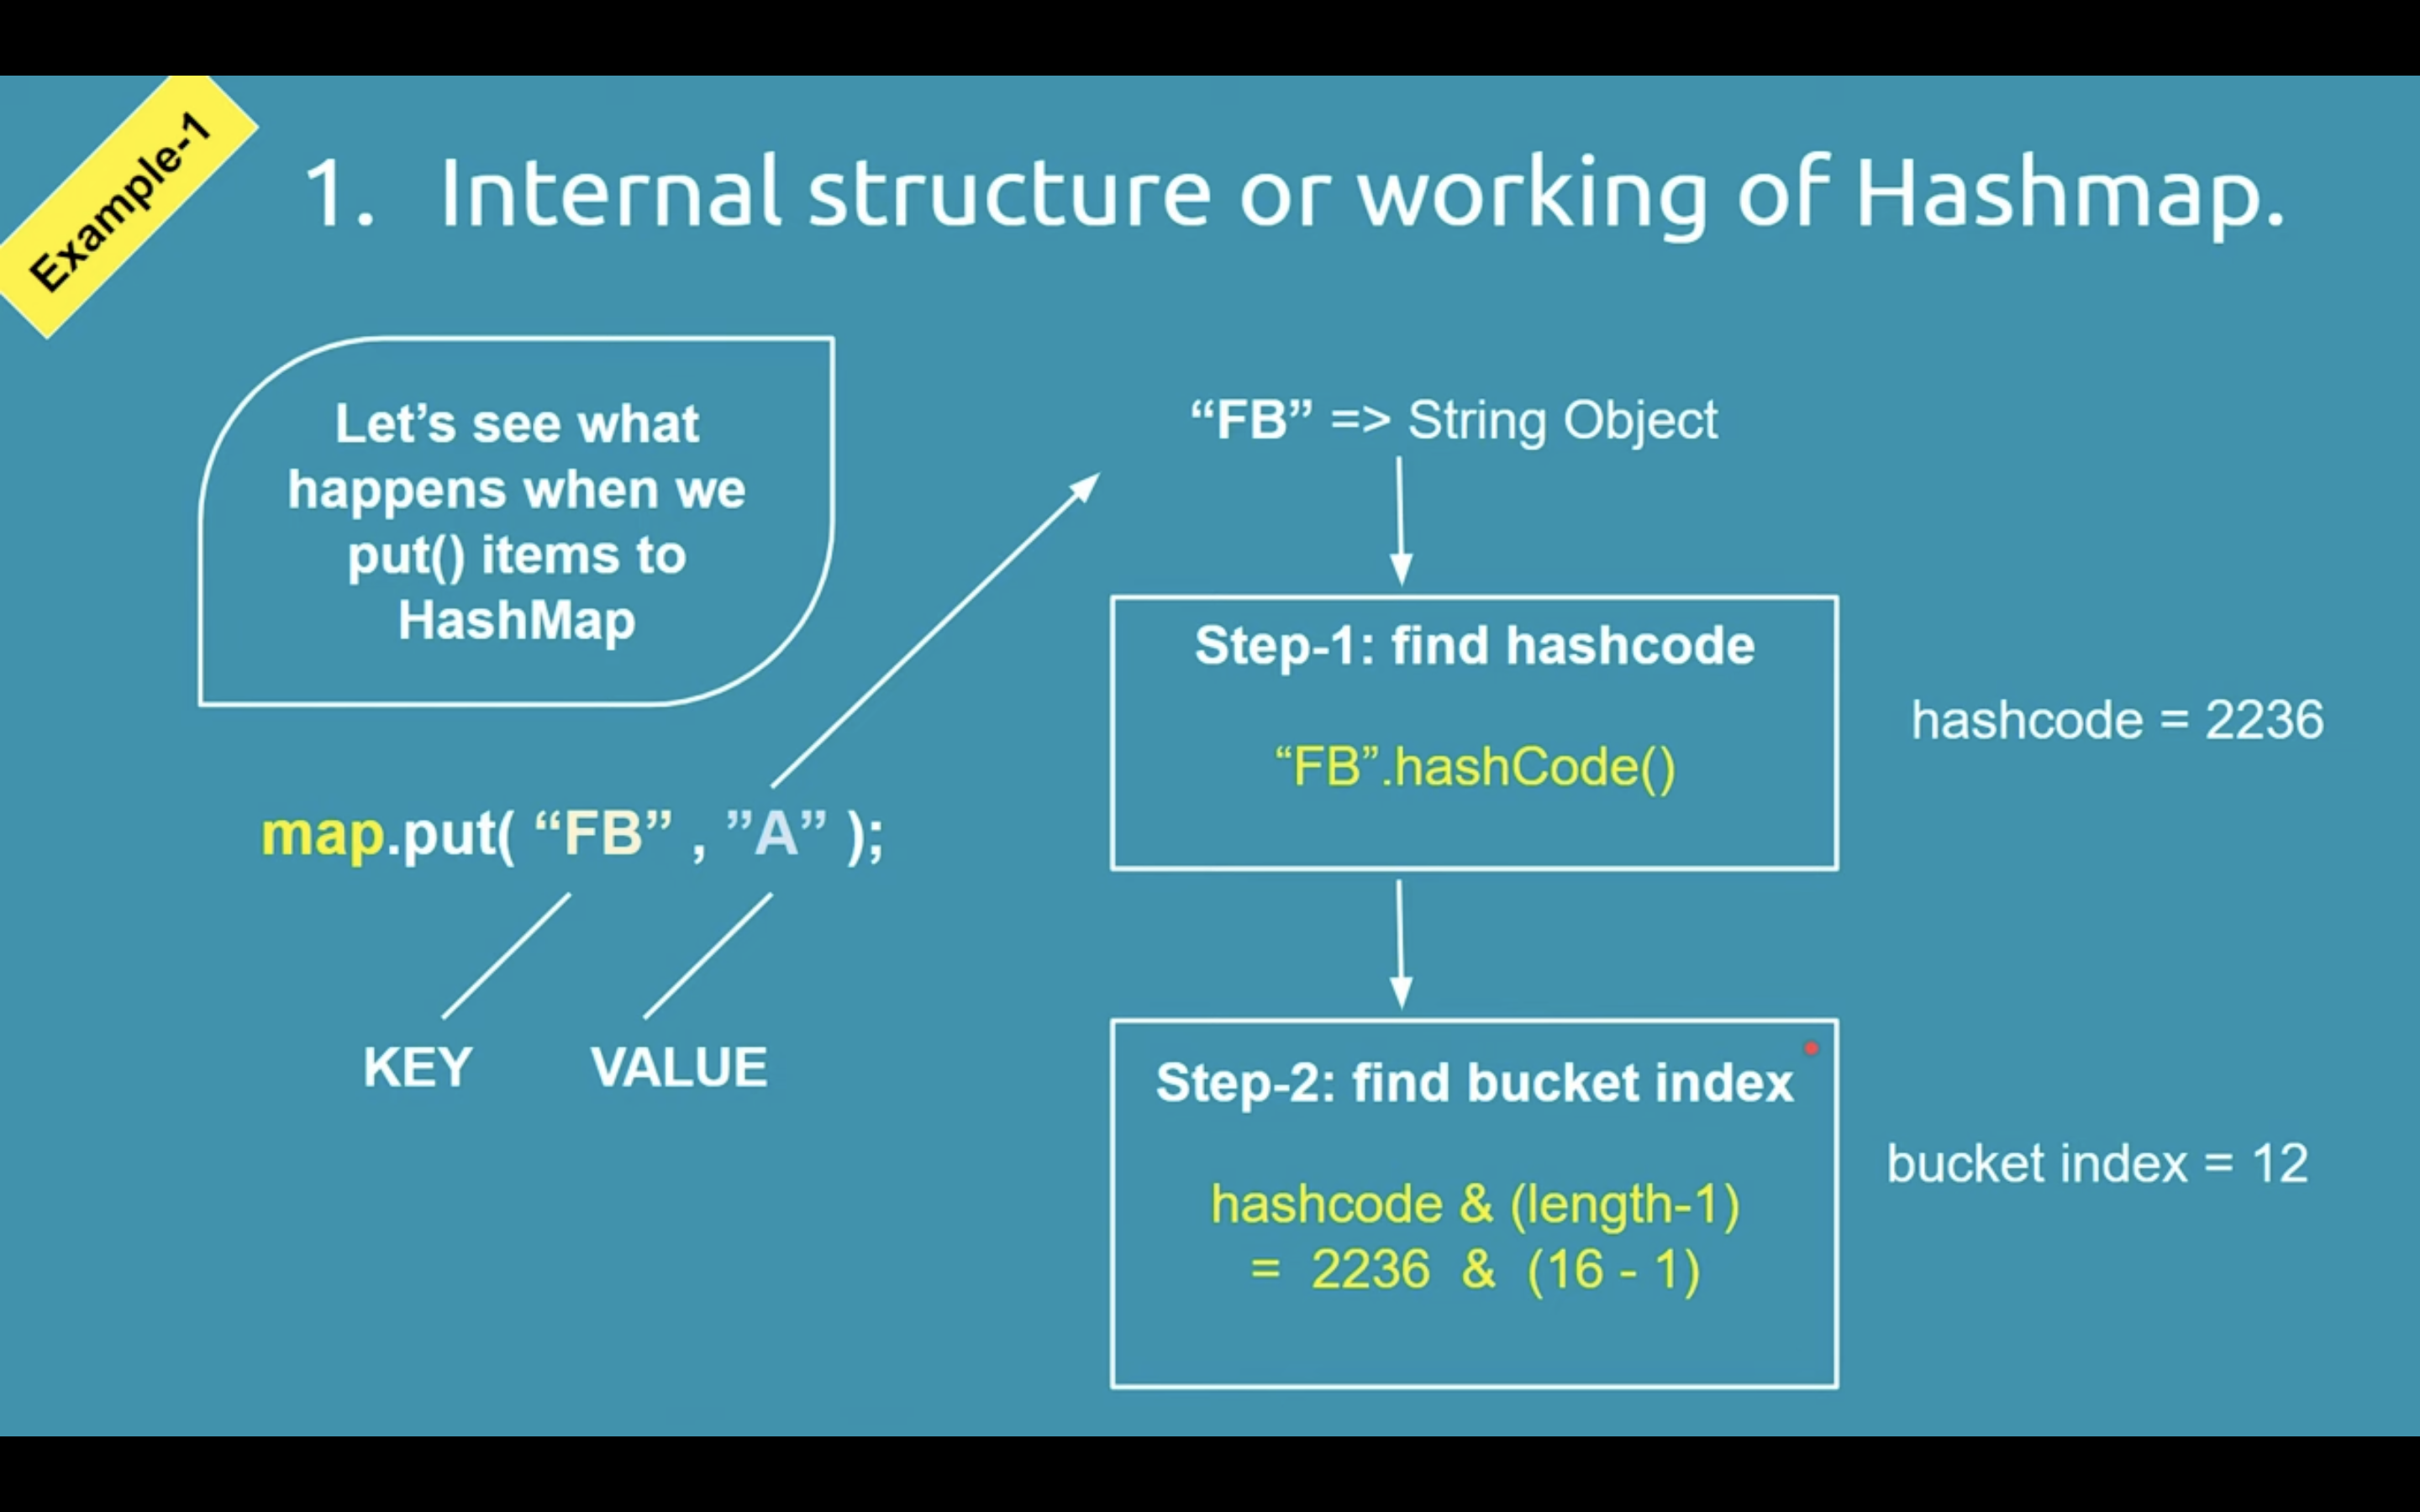 Example-1
1. Internal structure or working of Hashmap.
Let’s see what
happens when we
put() items to
HashMap
map.put( “FB” , ”A” );
KEY
VALUE
“FB” => String Object
Step-1: find hashcode
“FB”.hashCode()
hashcode = 2236
Step-2: find bucket index
hashcode & (length-1)
= 2236 & (16 - 1)
bucket index = 12